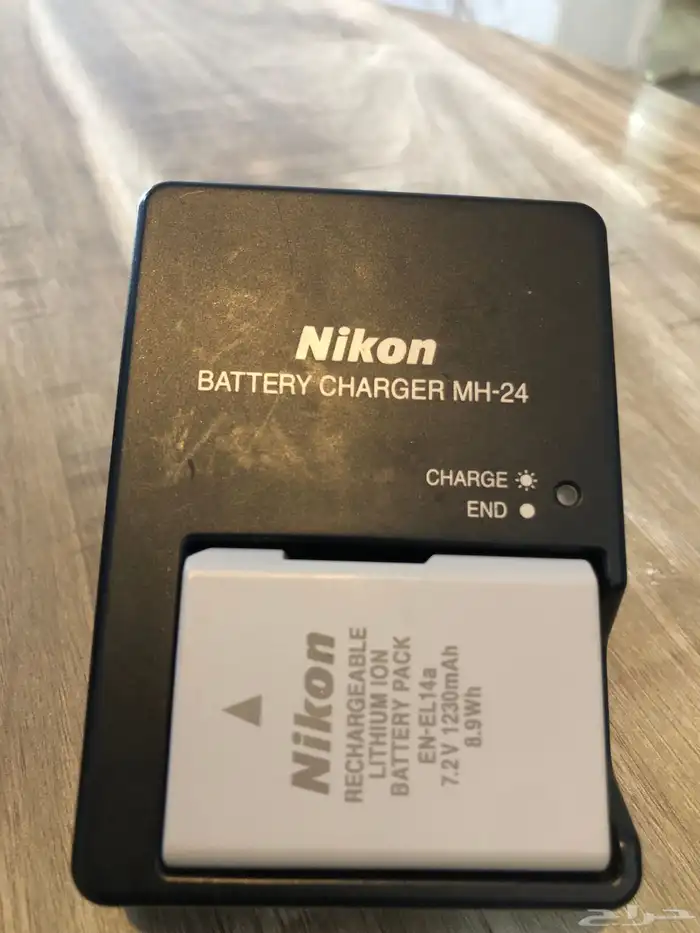 Nikon
BATTERY CHARGER MH-24
CHARGE
END
Nikon
RECHARGEABLE
LITHIUM ION
BATTERY PACK
EN-EL14a
7.2 V 1230mAh
8.9Wh
حراج